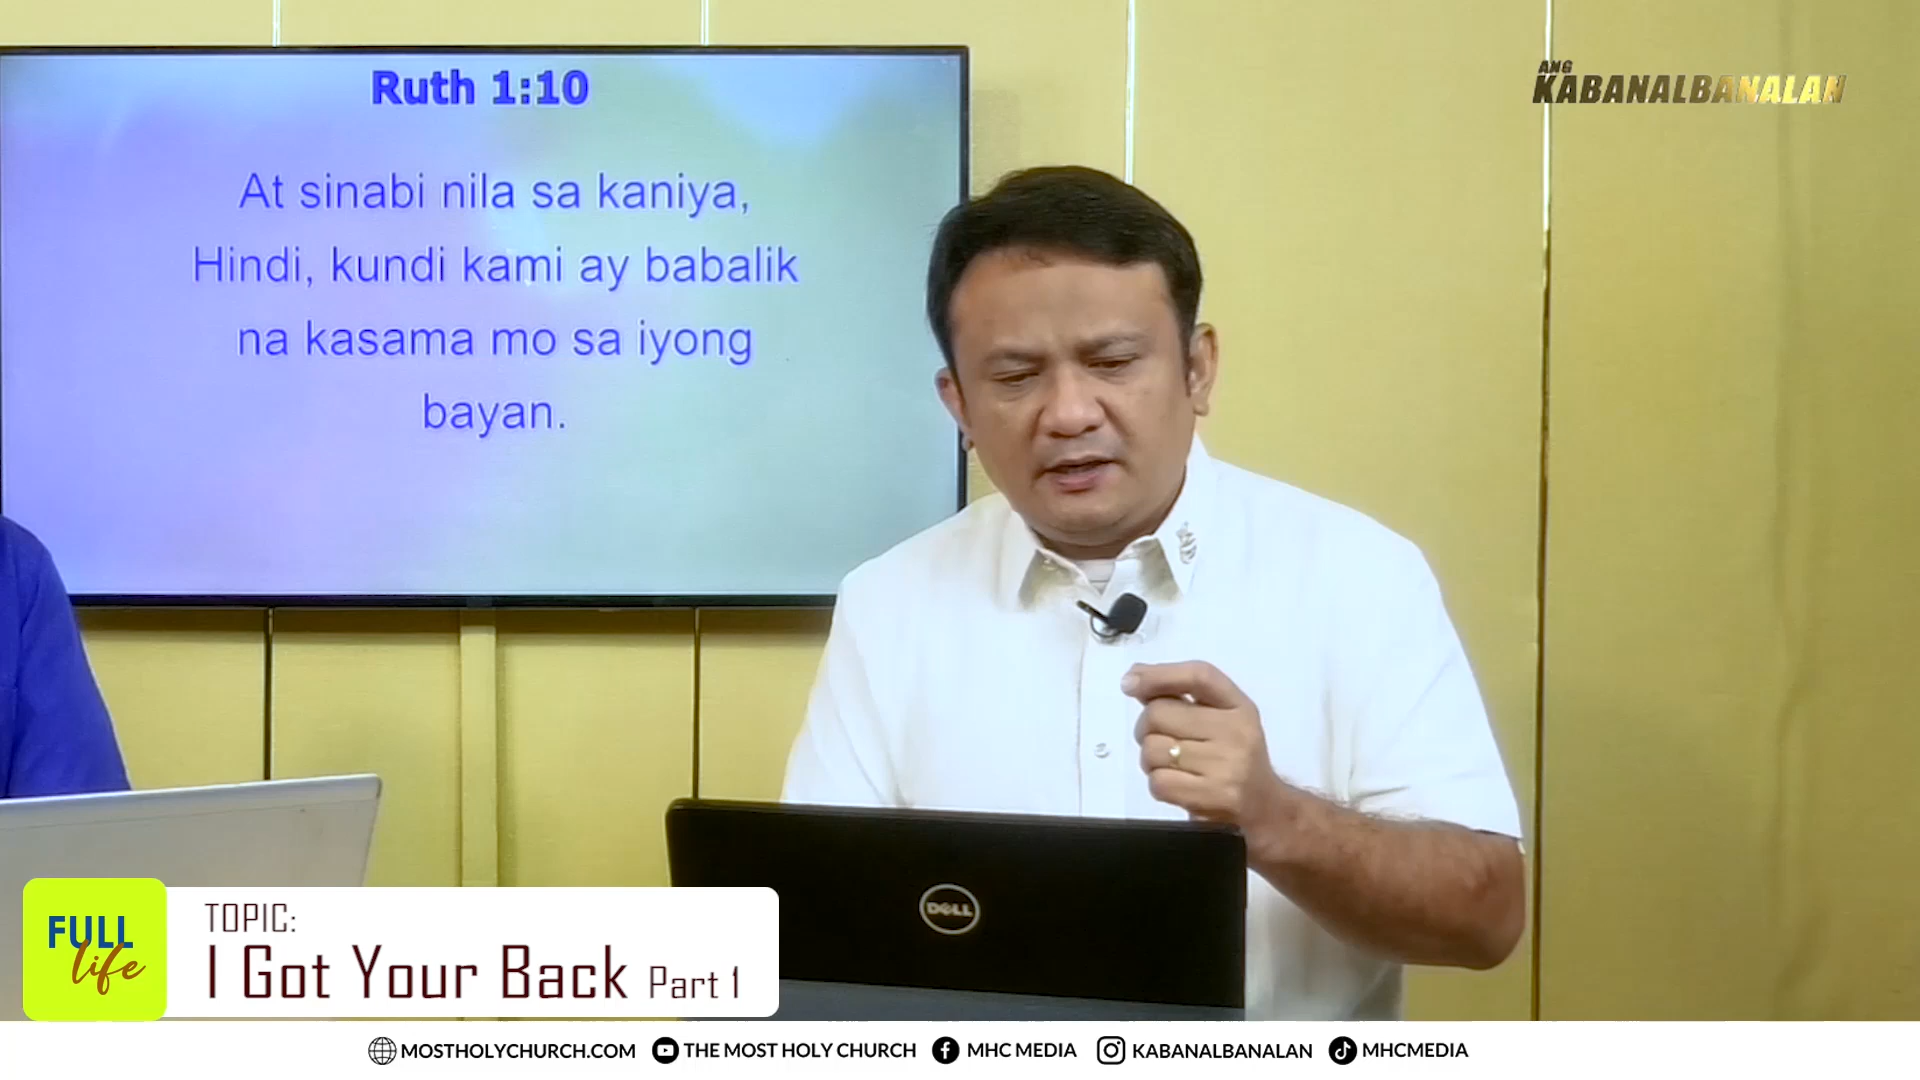 Ruth 1:10
At sinabi nila sa kaniya,
Hindi, kundi kami ay babalik
na kasama mo sa iyong
bayan.
ANG
KABANALBANALAN
DELL
FULL
life
TOPIC:
I Got Your Back Part 1
MOSTHOLYCHURCH.COM THE MOST HOLY CHURCH MHC MEDIA KABANALBANALAN MHCMEDIA